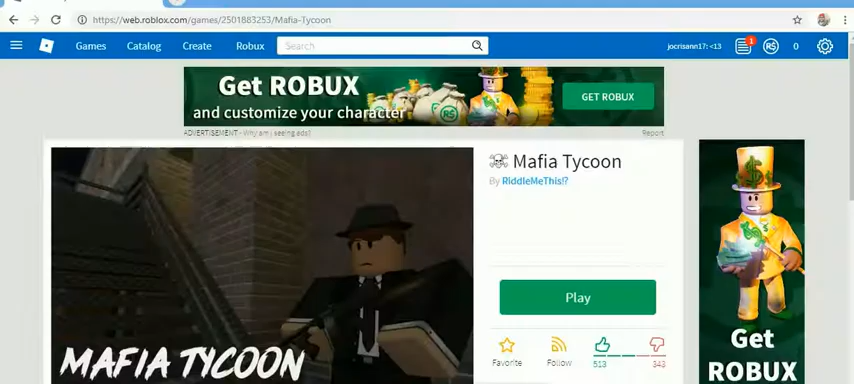 https://web.roblox.com/games/2501883253/Mafia-Tycoon
Games
Catalog
Create
Robux
Search
jocrisann17: <13
1
R$
0
Get ROBUX
and customize your character
R$
GET ROBUX
ADVERTISEMENT - Why am I seeing ads?
Report
Mafia Tycoon
By RIddleMeThis!?
Play
Favorite
Follow
513
343
MAFIA TYCOON
Get
ROBUX